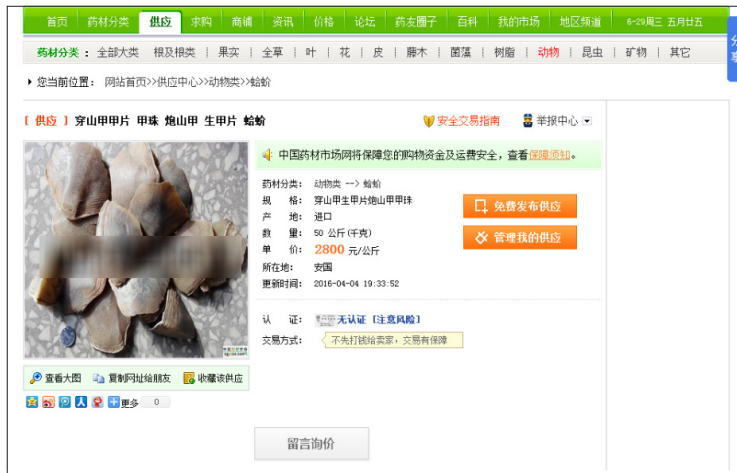 首页 药材分类 供应 求购 商铺 资讯 价格 论坛 药友圈子 百科 我的市场 地区频道 6-29周三 五月廿五
分享
药材分类： 全部大类 根及根类 | 果实 | 全草 | 叶 | 花 | 皮 | 藤木 | 菌藻 | 树脂 | 动物 | 昆虫 | 矿物 | 其它
您当前位置： 网站首页>>供应中心>>动物类>>蛤蚧
[ 供应 ] 穿山甲甲片 甲珠 炮山甲 生甲片 蛤蚧 安全交易指南 举报中心
中国药材市场网将保障您的购物资金及运费安全，查看保障须知。
药材分类： 动物类 --> 蛤蚧
规 格： 穿山甲生甲片炮山甲甲珠
产 地： 进口
数 量： 50 公斤(千克)
单 价： 2800 元/公斤
所在地： 安国
更新时间： 2016-04-04 19:33:52
免费发布供应
管理我的供应
认 证： 无认证 [注意风险]
交易方式： 不先打钱给卖家，交易有保障
查看大图 复制网址给朋友 收藏该供应
更多 0
留言询价